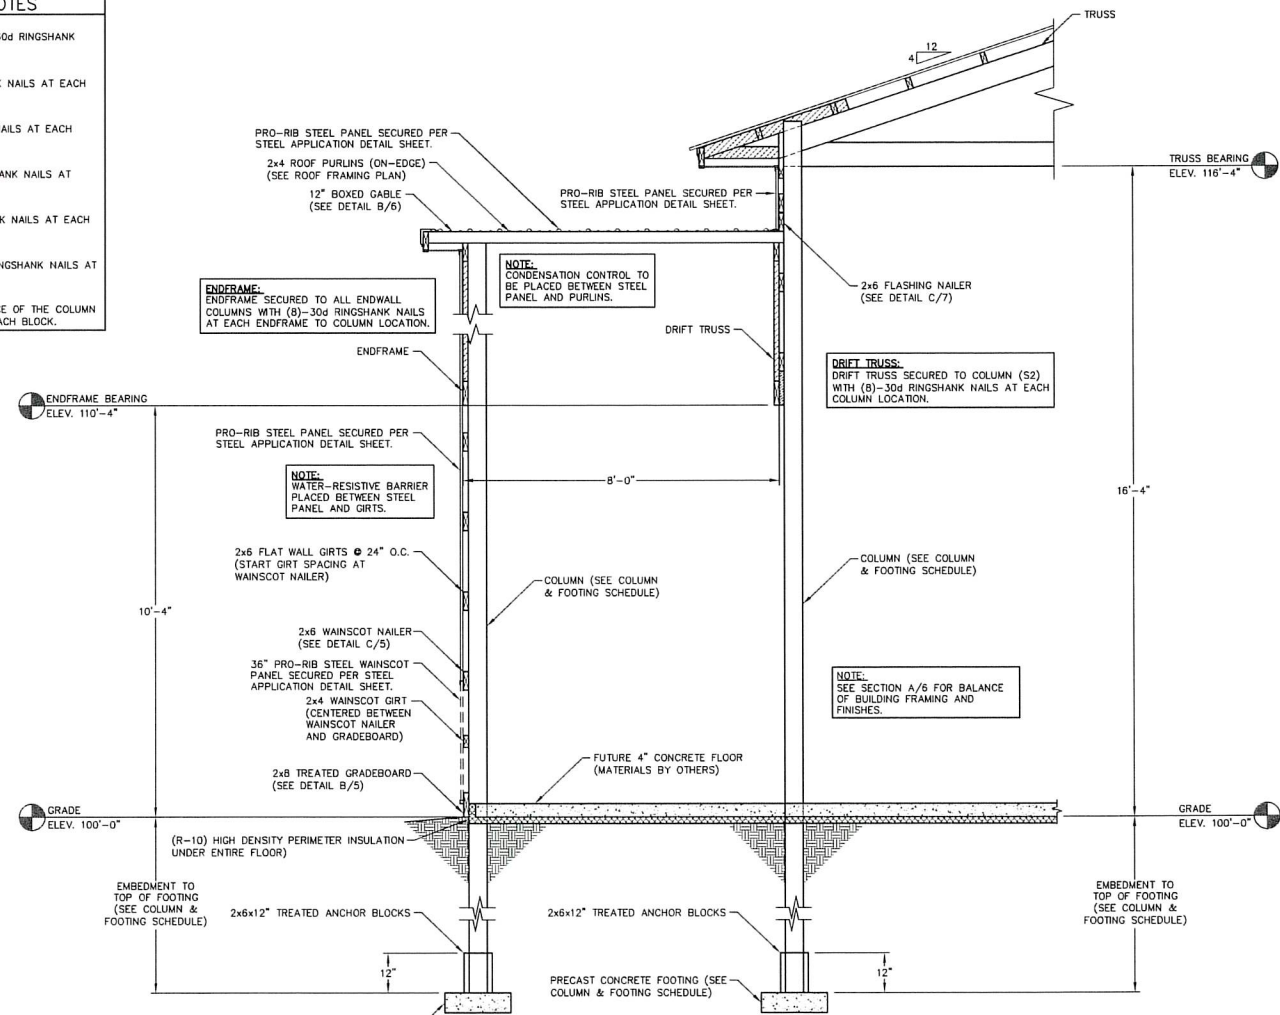 OTES
0d RINGSHANK
NAILS AT EACH
AILS AT EACH
ANK NAILS AT
K NAILS AT EACH
NGSHANK NAILS AT
CE OF THE COLUMN
ACH BLOCK.
TRUSS
12
4
PRO-RIB STEEL PANEL SECURED PER
STEEL APPLICATION DETAIL SHEET.
2x4 ROOF PURLINS (ON-EDGE)
(SEE ROOF FRAMING PLAN)
12" BOXED GABLE
(SEE DETAIL B/6)
PRO-RIB STEEL PANEL SECURED PER
STEEL APPLICATION DETAIL SHEET.
TRUSS BEARING
ELEV. 116'-4"
NOTE:
CONDENSATION CONTROL TO
BE PLACED BETWEEN STEEL
PANEL AND PURLINS.
ENDFRAME:
ENDFRAME SECURED TO ALL ENDWALL
COLUMNS WITH (8)-30d RINGSHANK NAILS
AT EACH ENDFRAME TO COLUMN LOCATION.
2x6 FLASHING NAILER
(SEE DETAIL C/7)
DRIFT TRUSS
ENDFRAME
DRIFT TRUSS:
DRIFT TRUSS SECURED TO COLUMN (S2)
WITH (8)-30d RINGSHANK NAILS AT EACH
COLUMN LOCATION.
ENDFRAME BEARING
ELEV. 110'-4"
PRO-RIB STEEL PANEL SECURED PER
STEEL APPLICATION DETAIL SHEET.
NOTE:
WATER-RESISTIVE BARRIER
PLACED BETWEEN STEEL
PANEL AND GIRTS.
8'-0"
16'-4"
2x6 FLAT WALL GIRTS @ 24" O.C.
(START GIRT SPACING AT
WAINSCOT NAILER)
COLUMN (SEE COLUMN
& FOOTING SCHEDULE)
COLUMN (SEE COLUMN
& FOOTING SCHEDULE)
10'-4"
2x6 WAINSCOT NAILER
(SEE DETAIL C/5)
36" PRO-RIB STEEL WAINSCOT
PANEL SECURED PER STEEL
APPLICATION DETAIL SHEET.
2x4 WAINSCOT GIRT
(CENTERED BETWEEN
WAINSCOT NAILER
AND GRADEBOARD)
NOTE:
SEE SECTION A/6 FOR BALANCE
OF BUILDING FRAMING AND
FINISHES.
2x8 TREATED GRADEBOARD
(SEE DETAIL B/5)
FUTURE 4" CONCRETE FLOOR
(MATERIALS BY OTHERS)
GRADE
ELEV. 100'-0"
GRADE
ELEV. 100'-0"
(R-10) HIGH DENSITY PERIMETER INSULATION
UNDER ENTIRE FLOOR)
EMBEDMENT TO
TOP OF FOOTING
(SEE COLUMN &
FOOTING SCHEDULE)
2x6x12" TREATED ANCHOR BLOCKS
2x6x12" TREATED ANCHOR BLOCKS
EMBEDMENT TO
TOP OF FOOTING
(SEE COLUMN &
FOOTING SCHEDULE)
12"
12"
PRECAST CONCRETE FOOTING (SEE
COLUMN & FOOTING SCHEDULE)